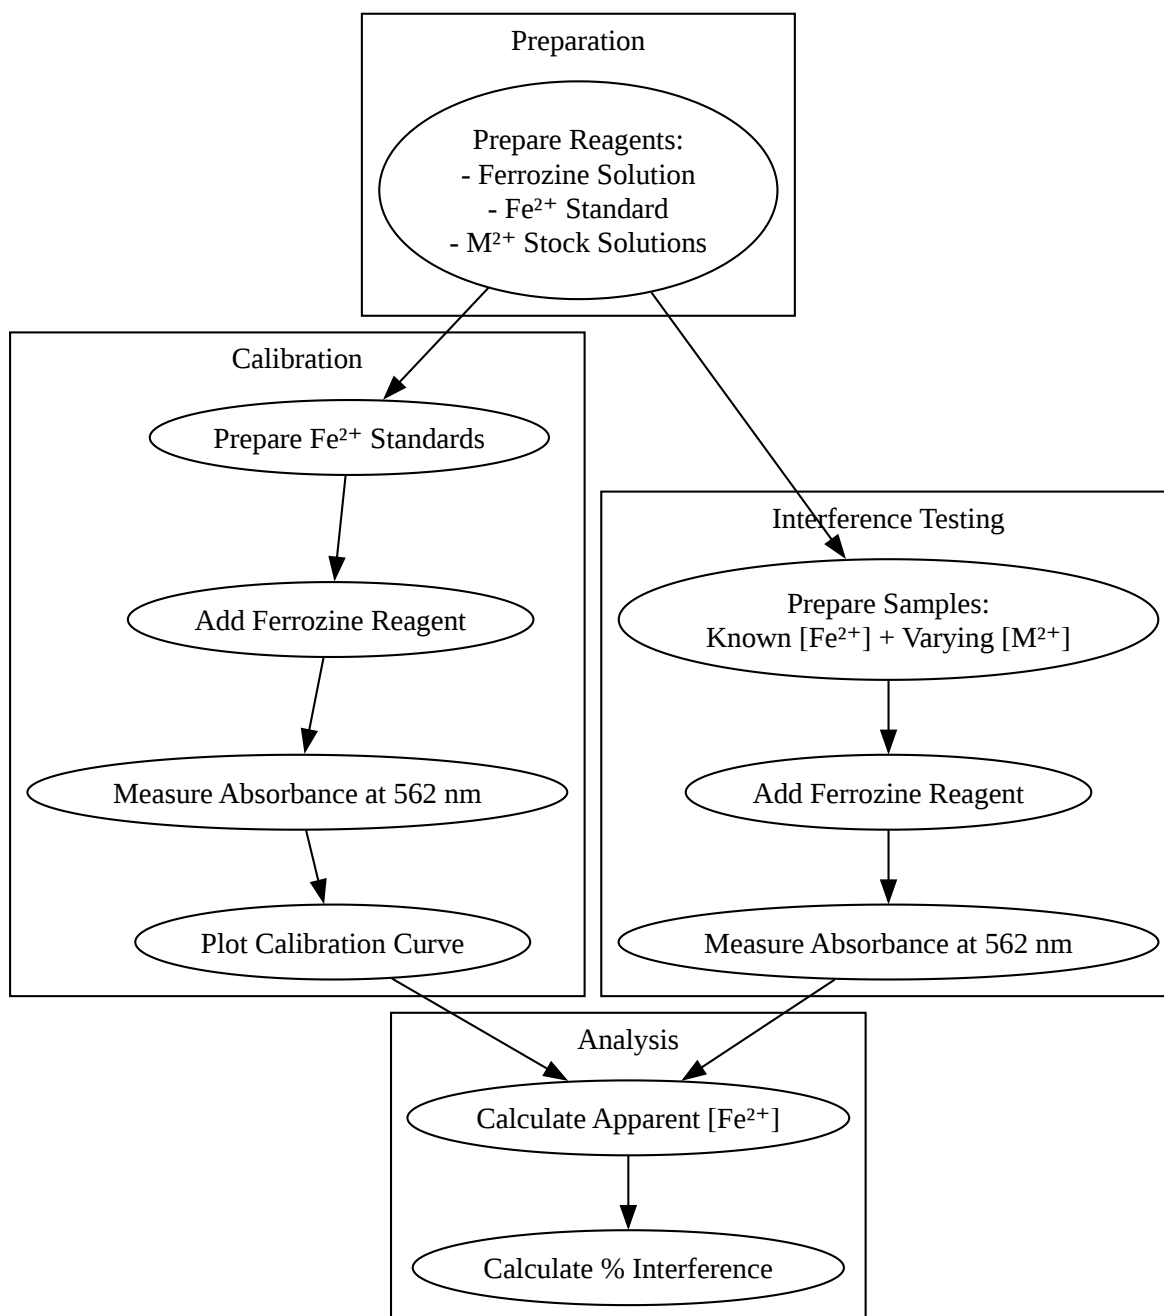 Preparation
Prepare Reagents:
- Ferrozine Solution
- Fe²⁺ Standard
- M²⁺ Stock Solutions
Calibration
Prepare Fe²⁺ Standards
Add Ferrozine Reagent
Measure Absorbance at 562 nm
Plot Calibration Curve
Interference Testing
Prepare Samples:
Known [Fe²⁺] + Varying [M²⁺]
Add Ferrozine Reagent
Measure Absorbance at 562 nm
Analysis
Calculate Apparent [Fe²⁺]
Calculate % Interference